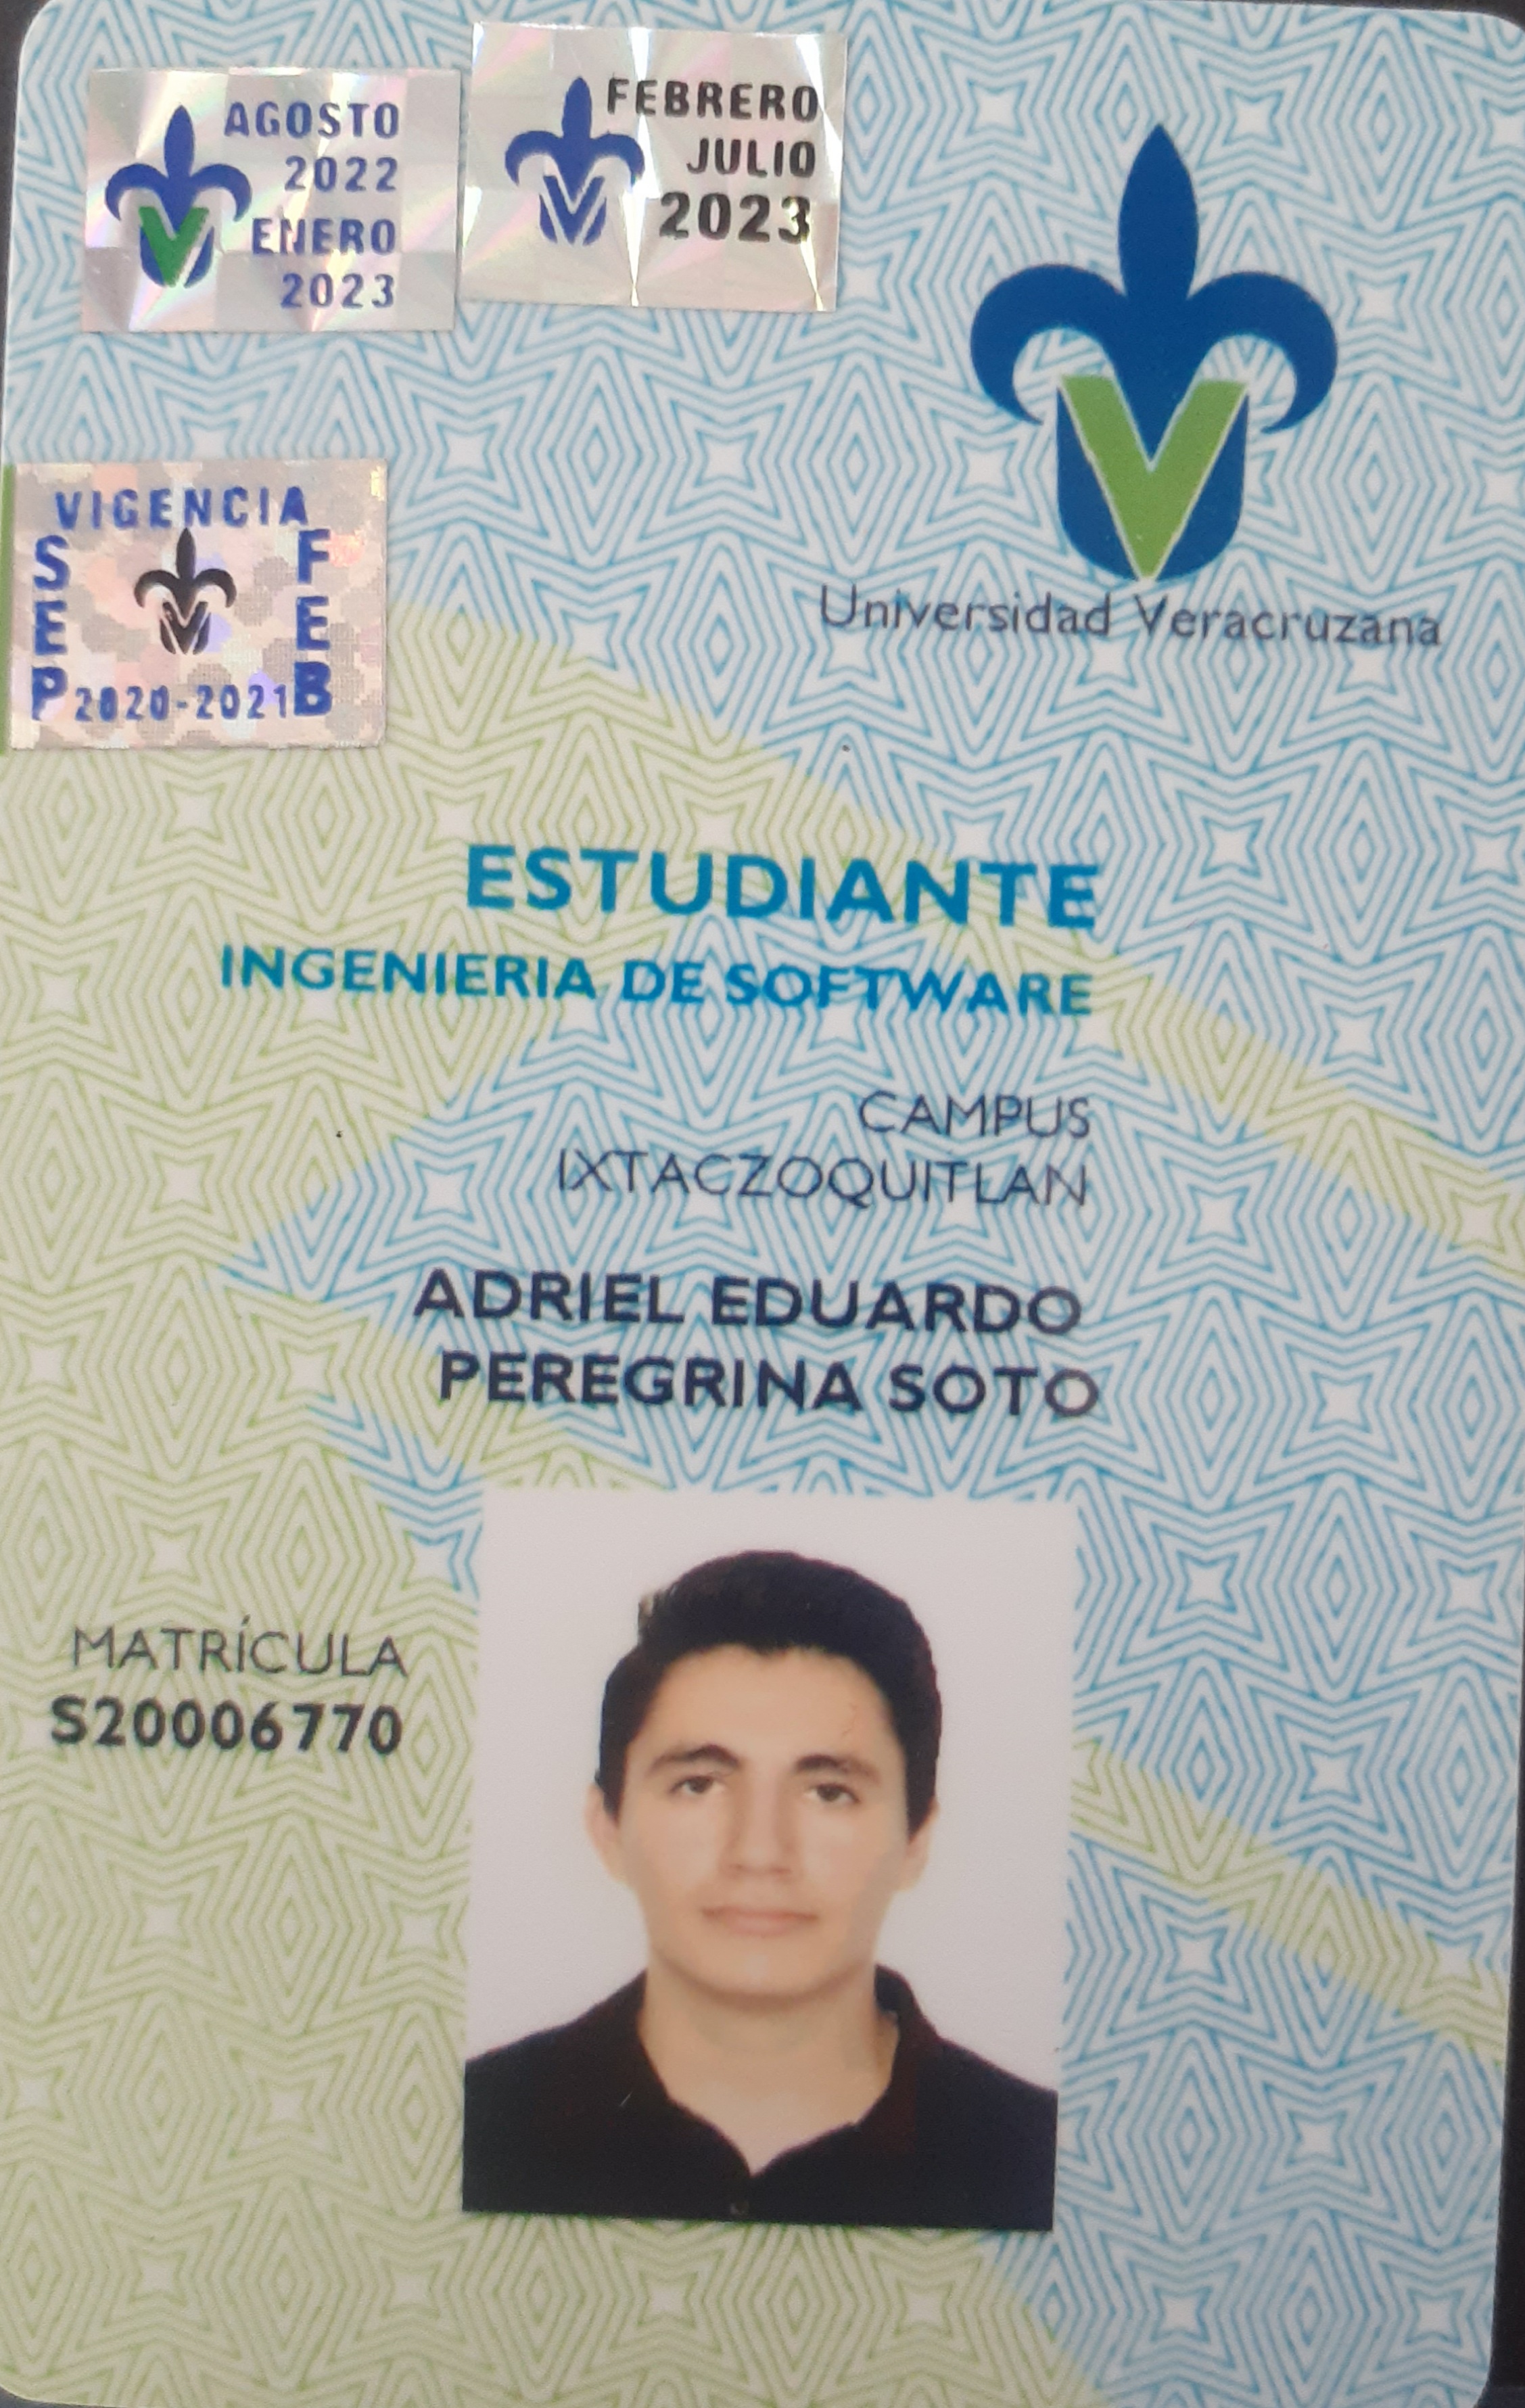 AGOSTO
2022
ENERO
2023
FEBRERO
JULIO
2023
VIGENCIA
SEP
FEB
2020-2021
Universidad Veracruzana
ESTUDIANTE
INGENIERIA DE SOFTWARE
CAMPUS
IXTACZOQUITLAN
ADRIEL EDUARDO
PEREGRINA SOTO
MATRÍCULA
S20006770